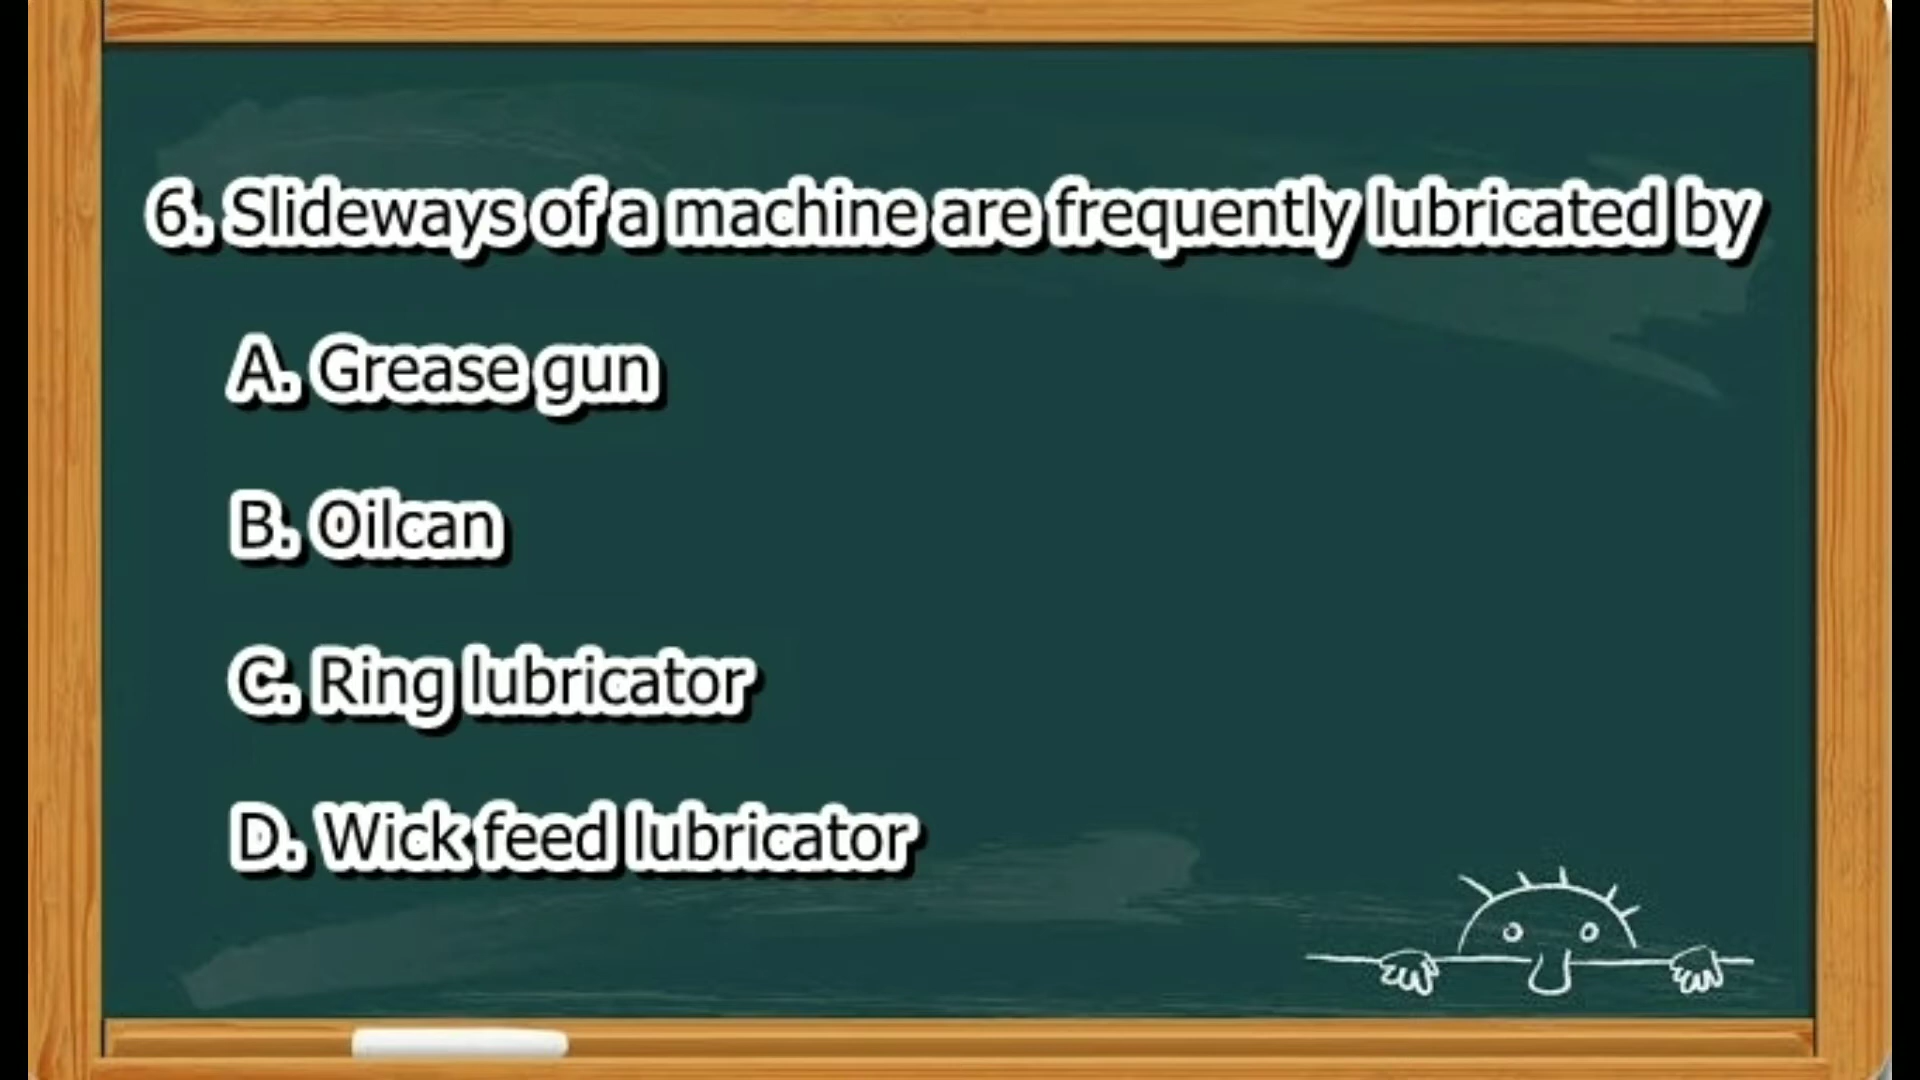 6. Slideways of a machine are frequently lubricated by
A. Grease gun
B. Oilcan
C. Ring lubricator
D. Wick feed lubricator